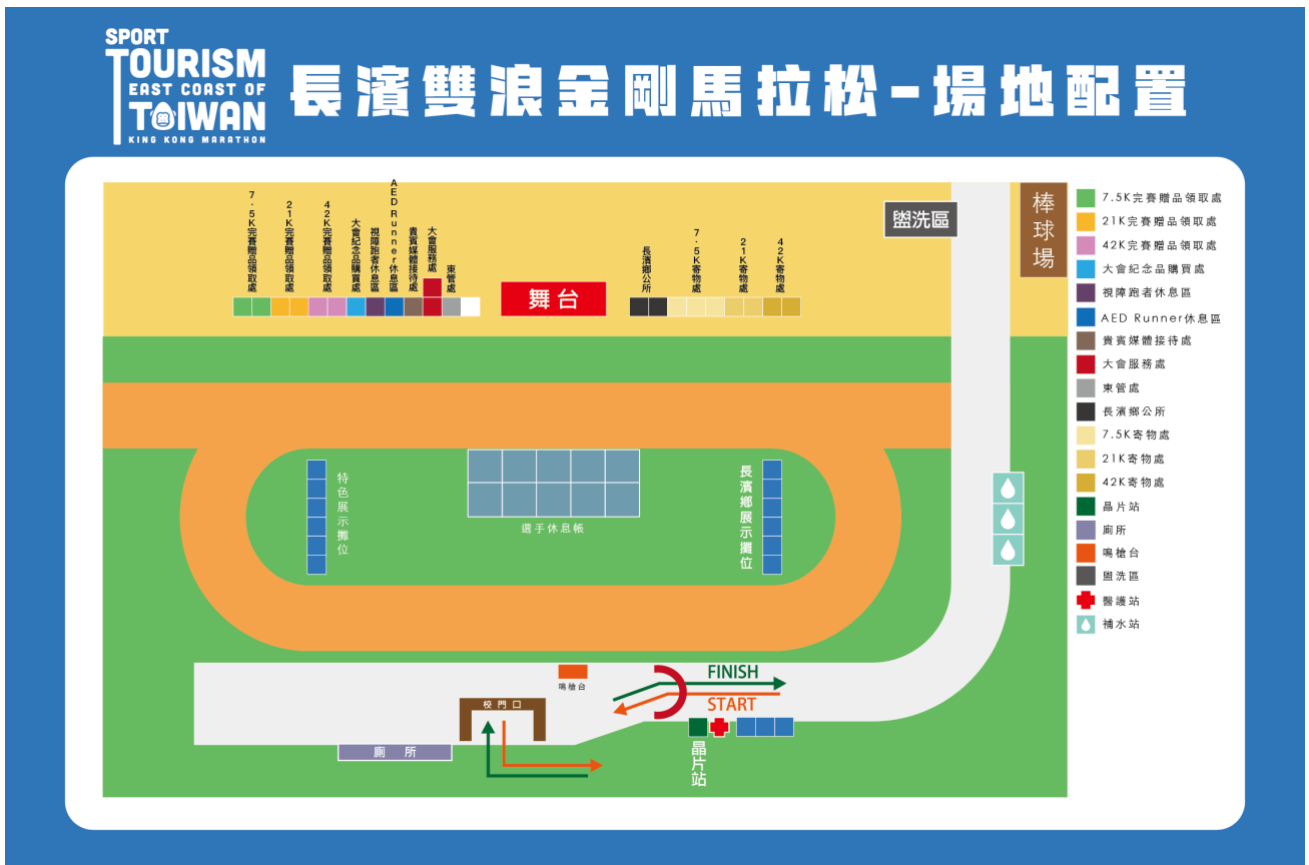 SPORT
TOURISM
EAST COAST OF
TAIWAN
KING KONG MARATHON
長濱雙浪金剛馬拉松-場地配置
7.5K完賽贈品領取處
21K完賽贈品領取處
42K完賽贈品領取處
大會紀念品購買處
視障跑者休息區
AED Runner休息區
貴賓媒體接待處
大會服務處
東管處
舞台
長濱鄉公所
7.5K寄物處
21K寄物處
42K寄物處
盥洗區
棒球場
特色展示攤位
選手休息帳
長濱鄉展示攤位
鳴槍台
FINISH
START
校門口
廁所
晶片站
7.5K完賽贈品領取處
21K完賽贈品領取處
42K完賽贈品領取處
大會紀念品購買處
視障跑者休息區
AED Runner休息區
貴賓媒體接待處
大會服務處
東管處
長濱鄉公所
7.5K寄物處
21K寄物處
42K寄物處
晶片站
廁所
鳴槍台
盥洗區
醫護站
補水站